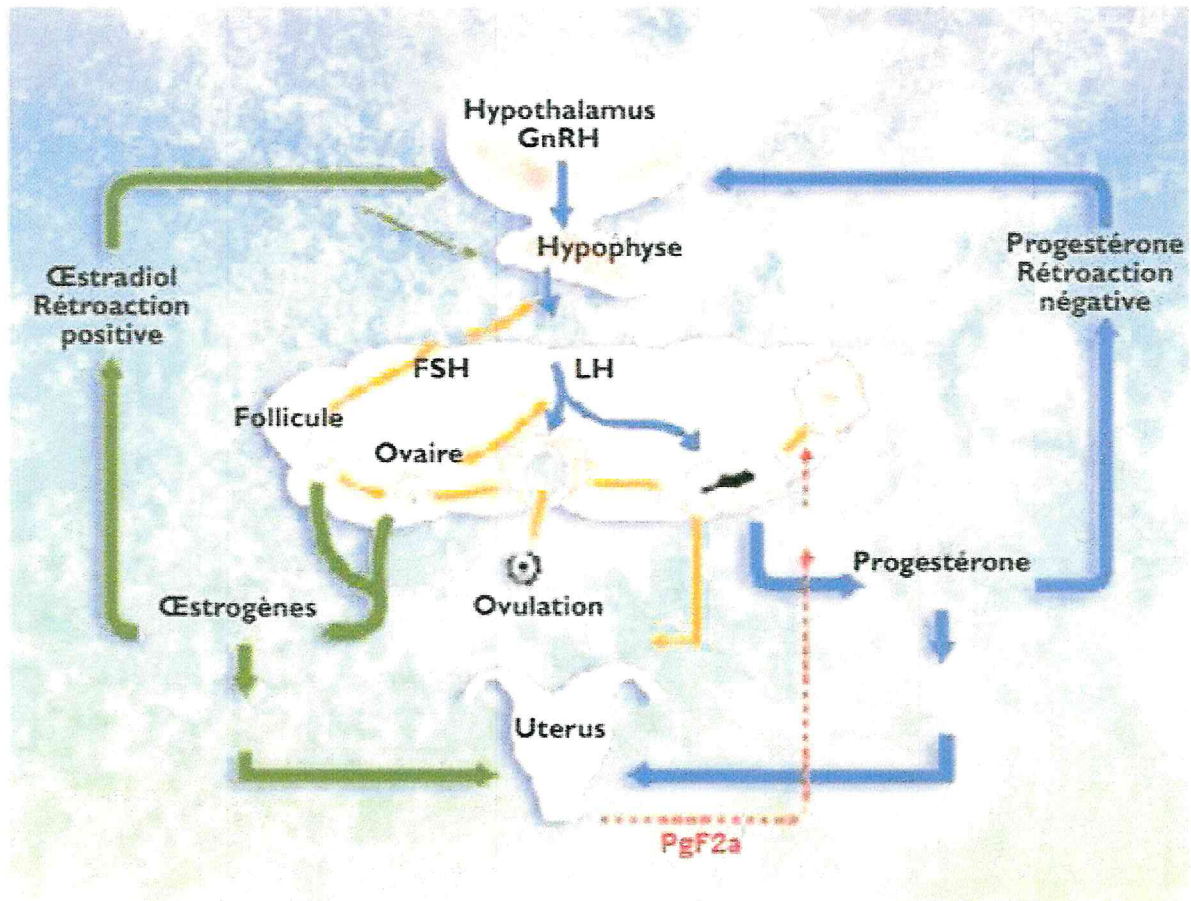 Hypothalamus
GnRH
Hypophyse
Œstradiol
Rétroaction
positive
Progestérone
Rétroaction
négative
FSH
LH
Follicule
Ovaire
Progestérone
Œstrogènes
Ovulation
Uterus
PgF2a